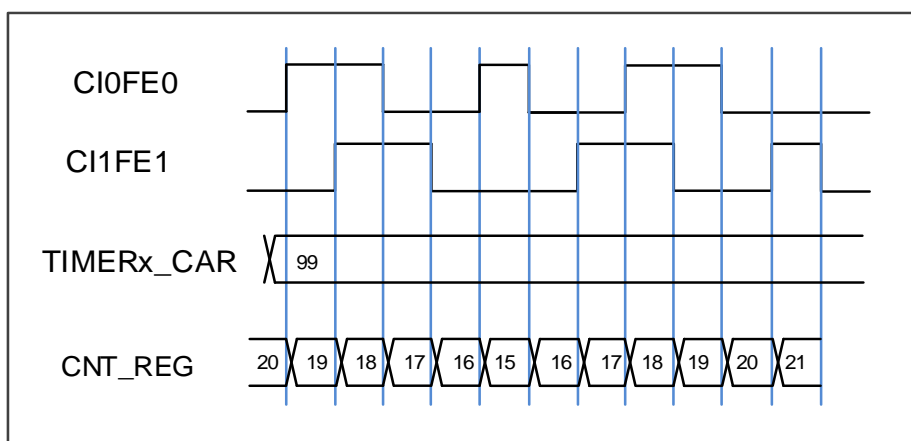 CI0FE0
CI1FE1
TIMERx_CAR 99
CNT_REG 20 19 18 17 16 15 16 17 18 19 20 21